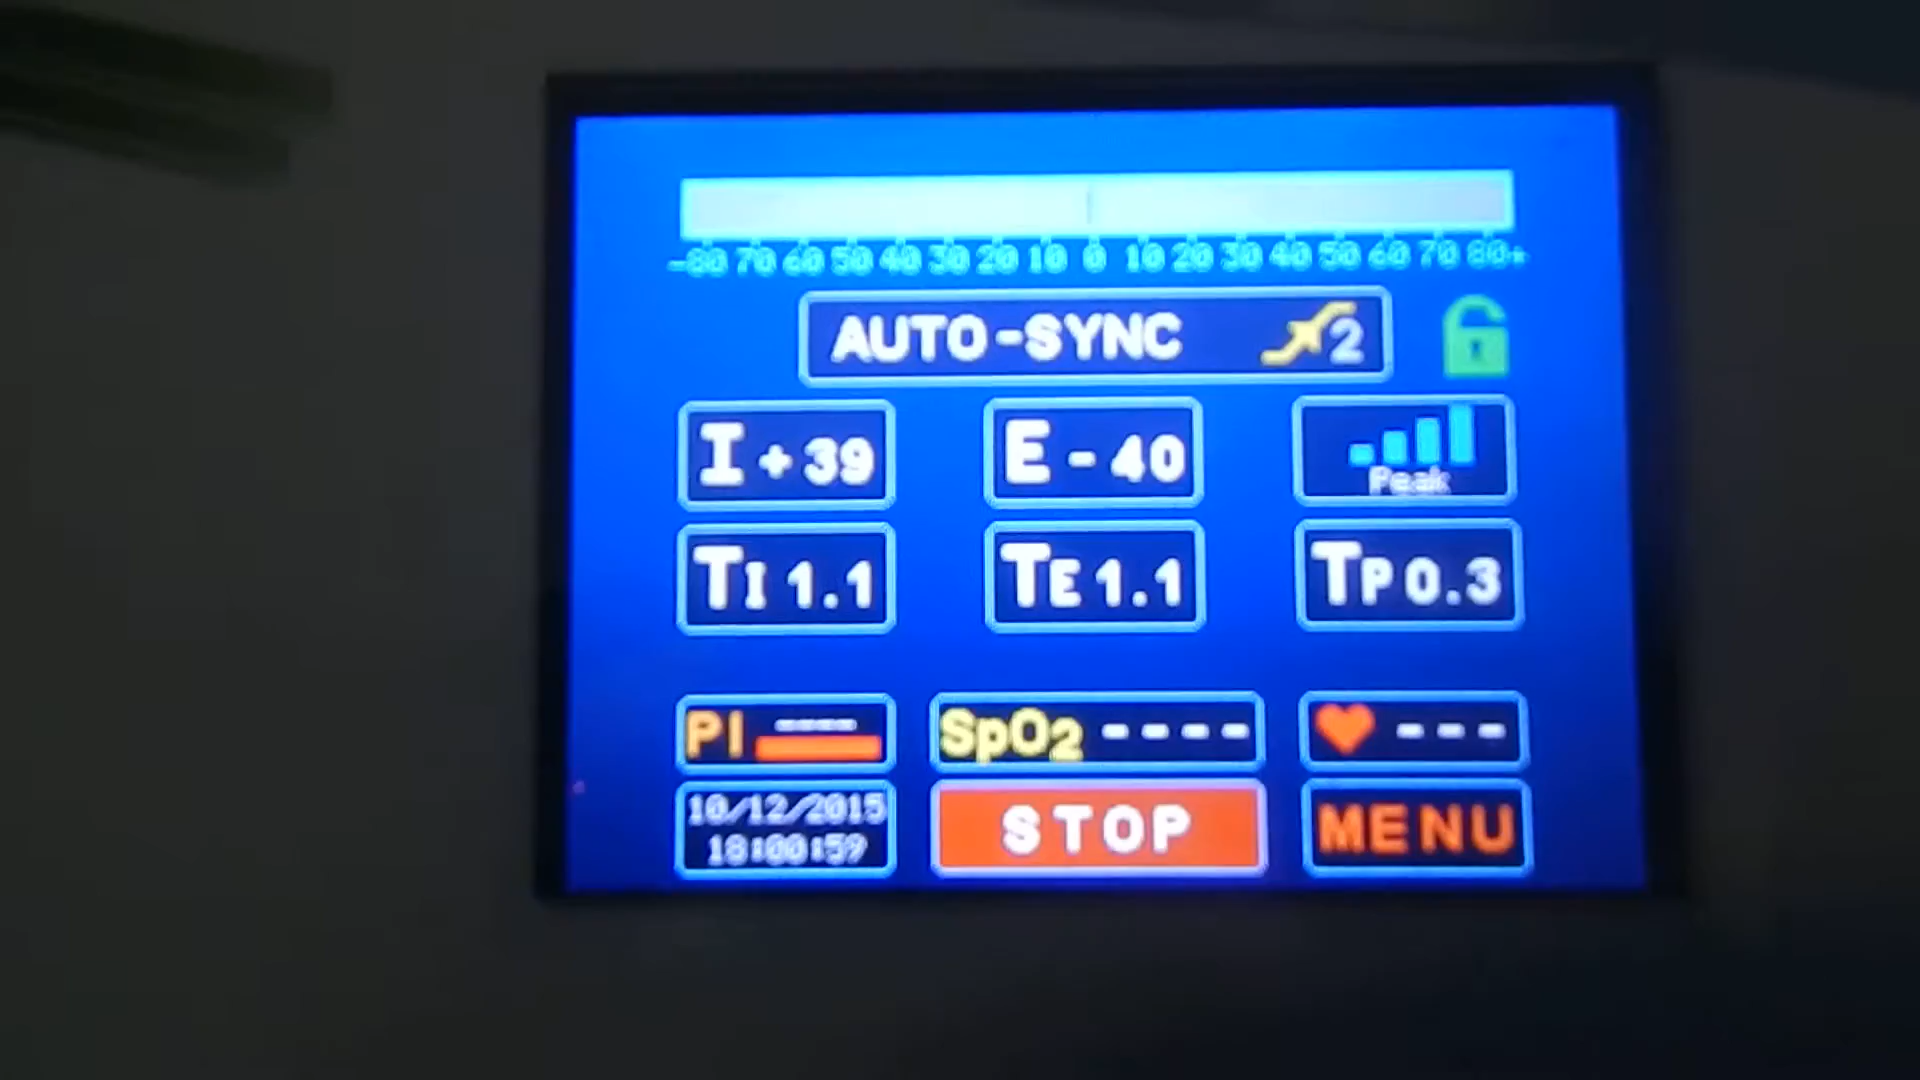 -80 70 60 50 40 30 20 10 0 10 20 30 40 50 60 70 80+
AUTO-SYNC 2
I + 39 E - 40 Peak
TI 1.1 TE 1.1 TP 0.3
PI ---- SpO2 ---- ---
10/12/2015
18:00:59
STOP
MENU